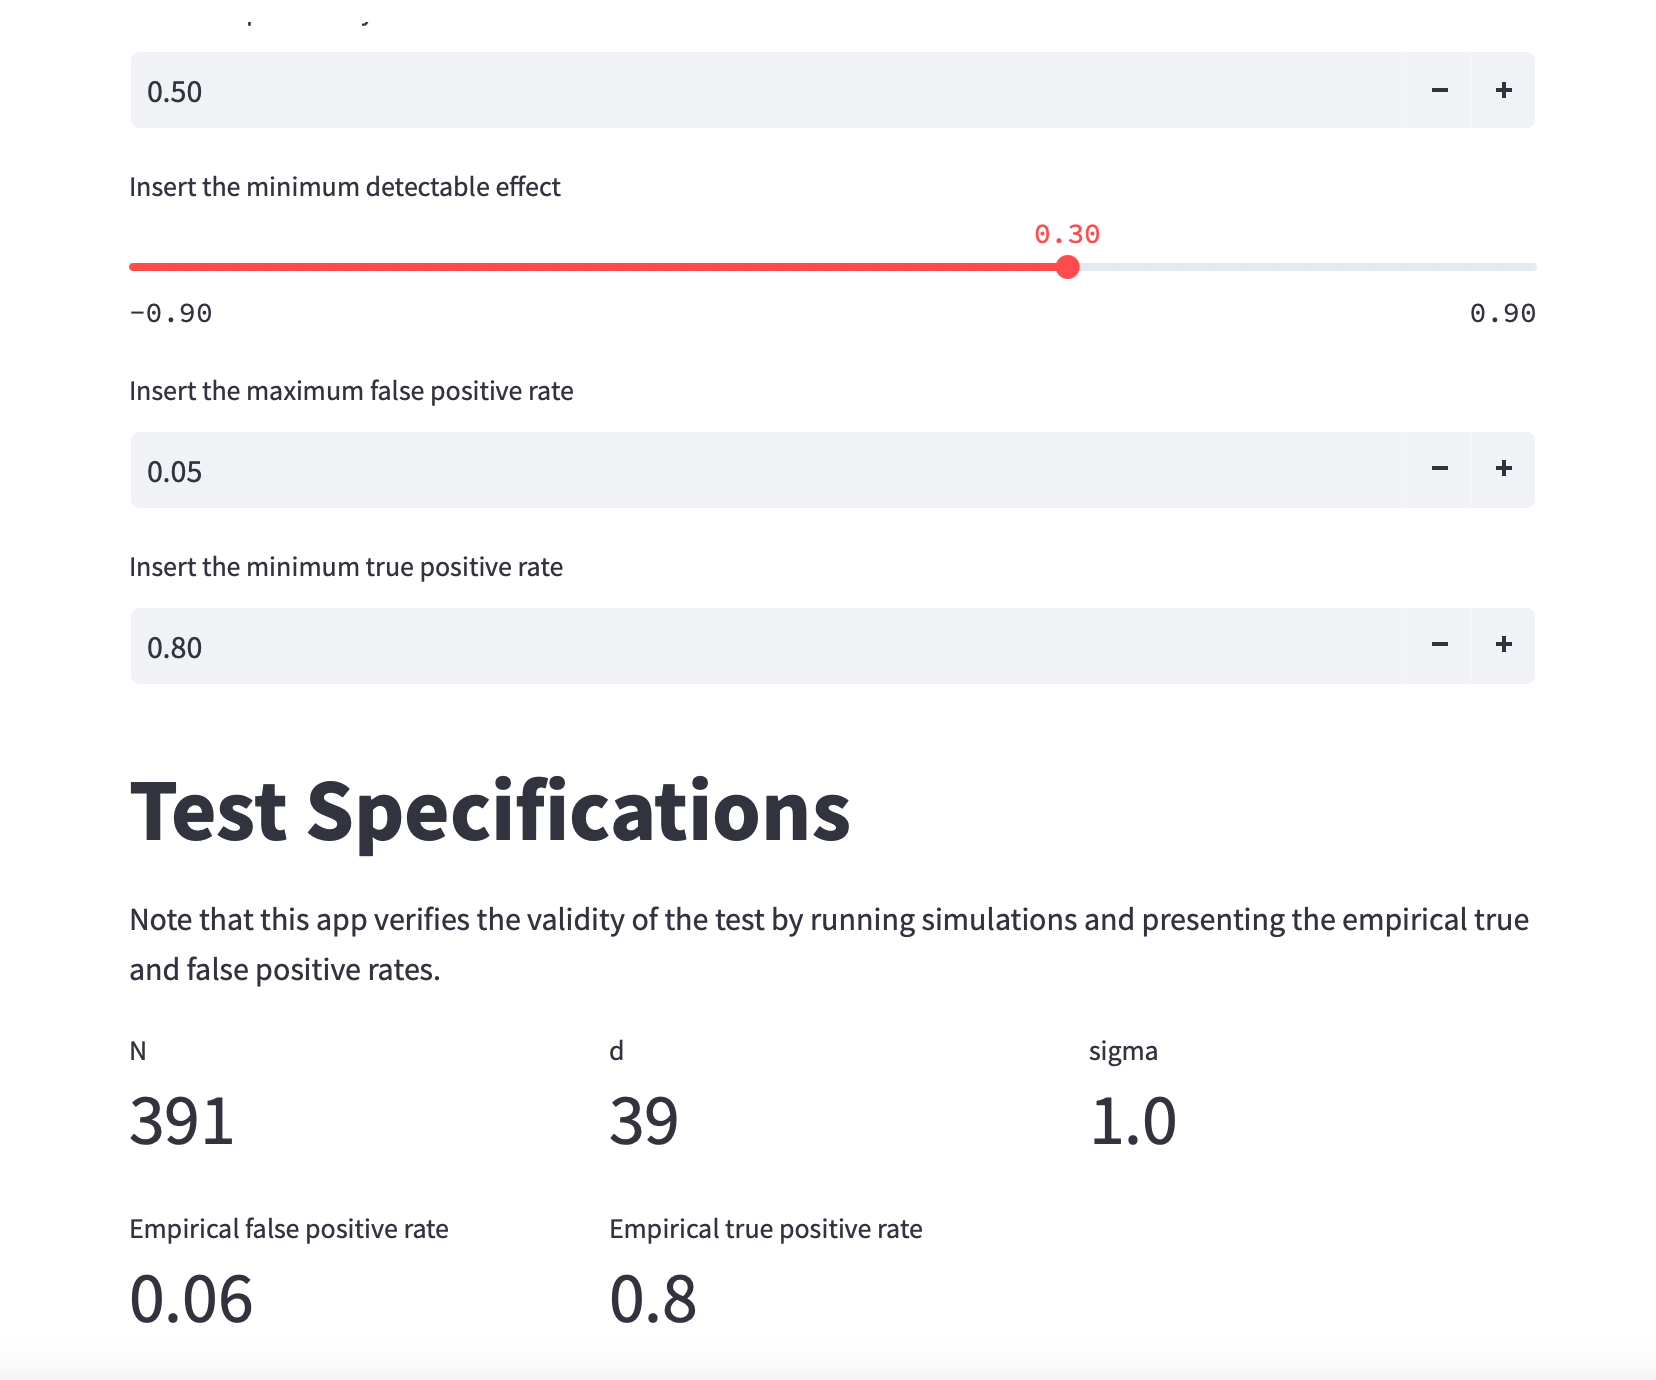 0.50
Insert the minimum detectable effect
0.30
-0.90
0.90
Insert the maximum false positive rate
0.05
Insert the minimum true positive rate
0.80
Test Specifications
Note that this app verifies the validity of the test by running simulations and presenting the empirical true
and false positive rates.
N
d
sigma
391
39
1.0
Empirical false positive rate
Empirical true positive rate
0.06
0.8